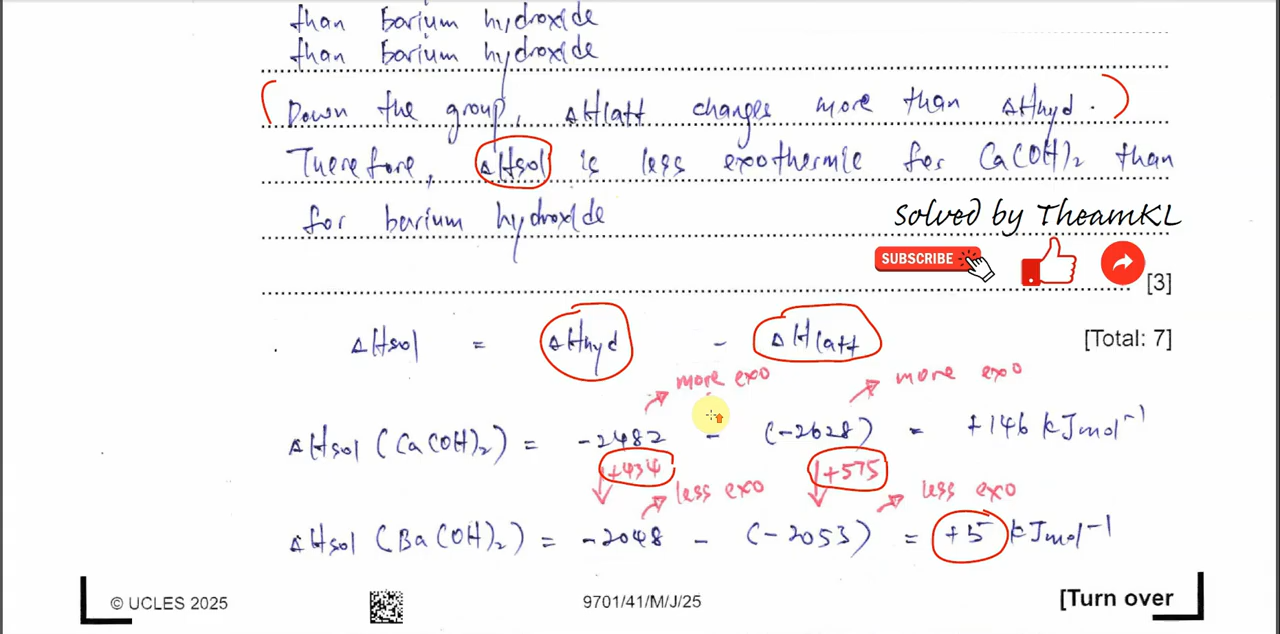 than barium hydroxide
than barium hydroxide
(Down the group, ΔHlatt changes more than ΔHhyd.)
Therefore, ΔHsol is less exothermic for Ca(OH)2 than
for barium hydroxide
Solved by TheamKL
SUBSCRIBE
[3]
ΔHsol = ΔHhyd - ΔHlatt
[Total: 7]
more exo
more exo
ΔHsol (Ca(OH)2) = -2482 - (-2628) = +146 kJmol⁻¹
+434
+575
less exo
less exo
ΔHsol (Ba(OH)2) = -2048 - (-2053) = +5 kJmol⁻¹
© UCLES 2025
9701/41/M/J/25
[Turn over